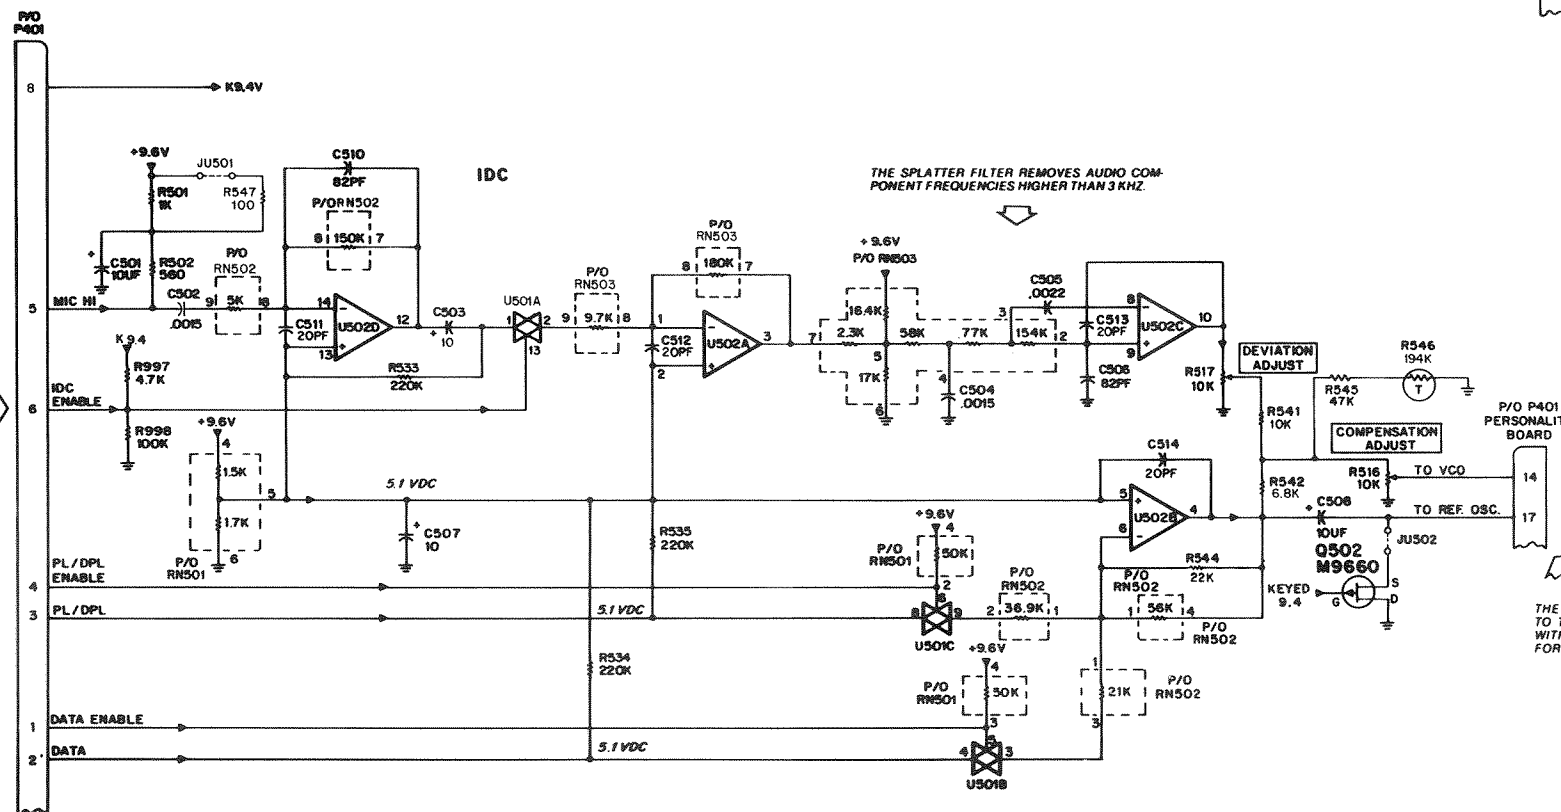 P/O
P401
8
K9.4V
+9.6V
JU501
R501
1K
R547
100
C501
10UF
R502
560
+
P/O
RN502
5
MIC HI
C502
.0015
9
5K
8
C510
82PF
IDC
P/O RN502
8
150K
7
14
C511
20PF
13
U502D
12
C503
+
10
R533
220K
U501A
1
2
13
P/O
RN503
9
9.7K
8
P/O
RN503
8
180K
7
1
C512
20PF
2
U502A
3
THE SPLATTER FILTER REMOVES AUDIO COM-
PONENT FREQUENCIES HIGHER THAN 3 KHZ.
+9.6V
P/O RN503
16.4K
7
2.3K
5
58K
77K
3
154K
2
17K
6
4
C504
.0015
C505
.0022
C513
20PF
8
9
U502C
10
C506
82PF
R517
10K
DEVIATION
ADJUST
R546
194K
T
R545
47K
R541
10K
COMPENSATION
ADJUST
P/O P401
PERSONALIT
BOARD
R516
10K
TO VCO
14
R542
6.8K
+
C508
10UF
TO REF. OSC.
17
JU502
Q502
M9660
KEYED
9.4
G
S
D
K9.4
R997
4.7K
6
IDC
ENABLE
R998
100K
+9.6V
4
1.5K
5
1.7K
6
P/O
RN501
5.1 VDC
+
C507
10
R535
220K
C514
20PF
5
6
U502B
4
R544
22K
+9.6V
4
P/O
RN501
50K
2
4
PL/DPL
ENABLE
3
PL/DPL
5.1VDC
8
6
9
U501C
P/O
RN502
2
36.9K
1
P/O
RN502
1
56K
4
P/O
RN502
R534
220K
+9.6V
4
P/O
RN501
50K
3
1
21K
3
P/O
RN502
1
DATA ENABLE
2
DATA
5.1VDC
4
5
3
U501B
THE
TO T
WIT
FOR